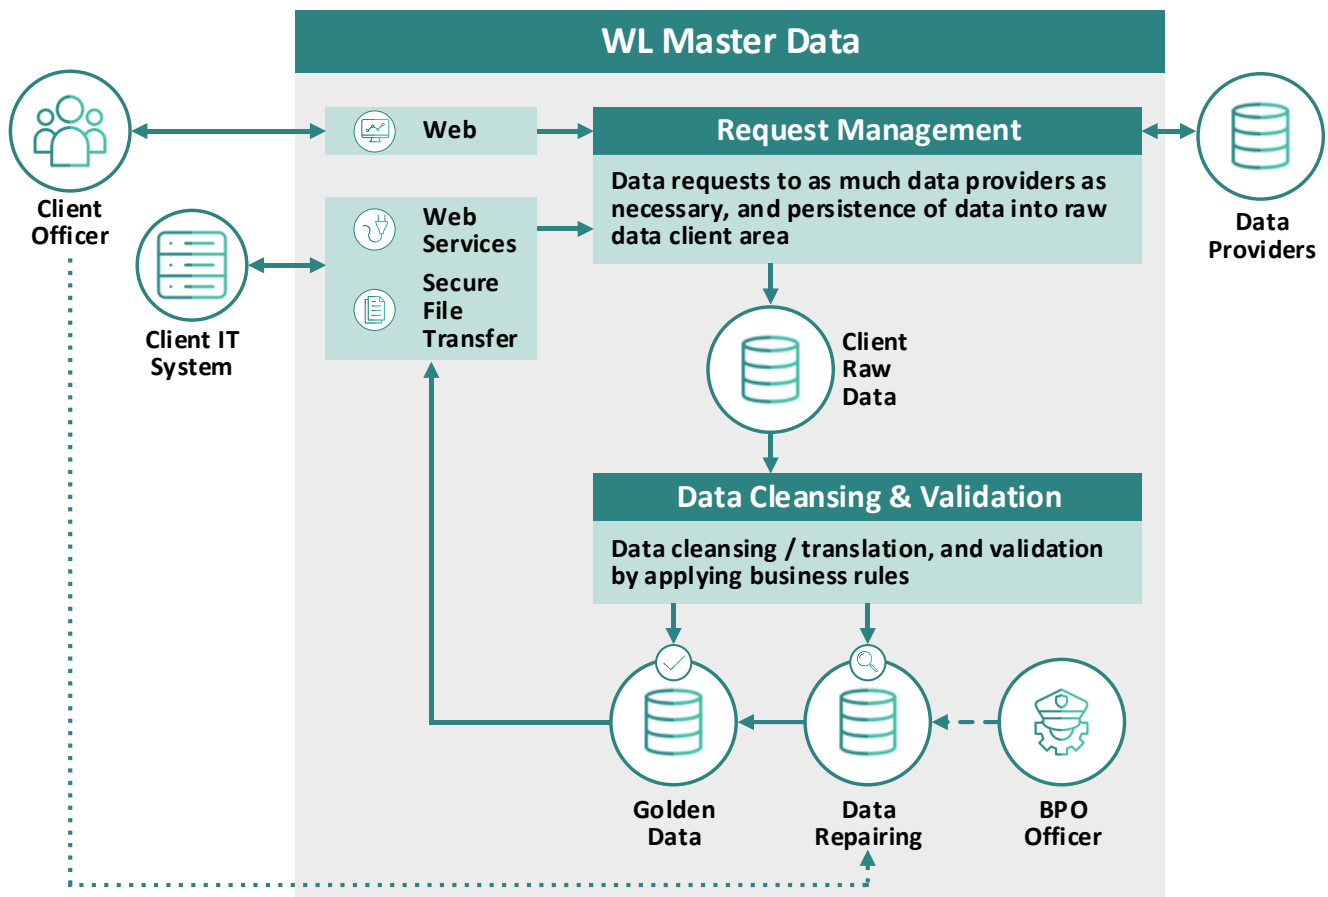 WL Master Data
Web
Request Management
Data requests to as much data providers as
necessary, and persistence of data into raw
data client area
Client
Officer
Web
Services
Secure
File
Transfer
Data
Providers
Client IT
System
Client
Raw
Data
Data Cleansing & Validation
Data cleansing / translation, and validation
by applying business rules
Golden
Data
Data
Repairing
BPO
Officer